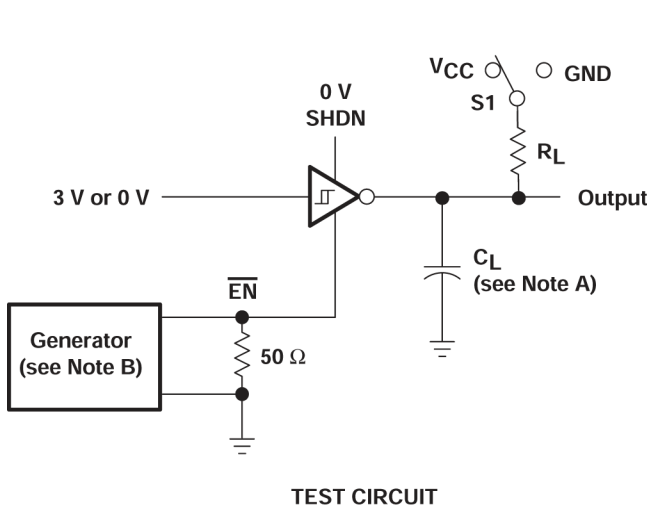 VCC
GND
S1
0 V
SHDN
RL
3 V or 0 V
Output
CL
(see Note A)
EN
Generator
(see Note B)
50 Ω
TEST CIRCUIT